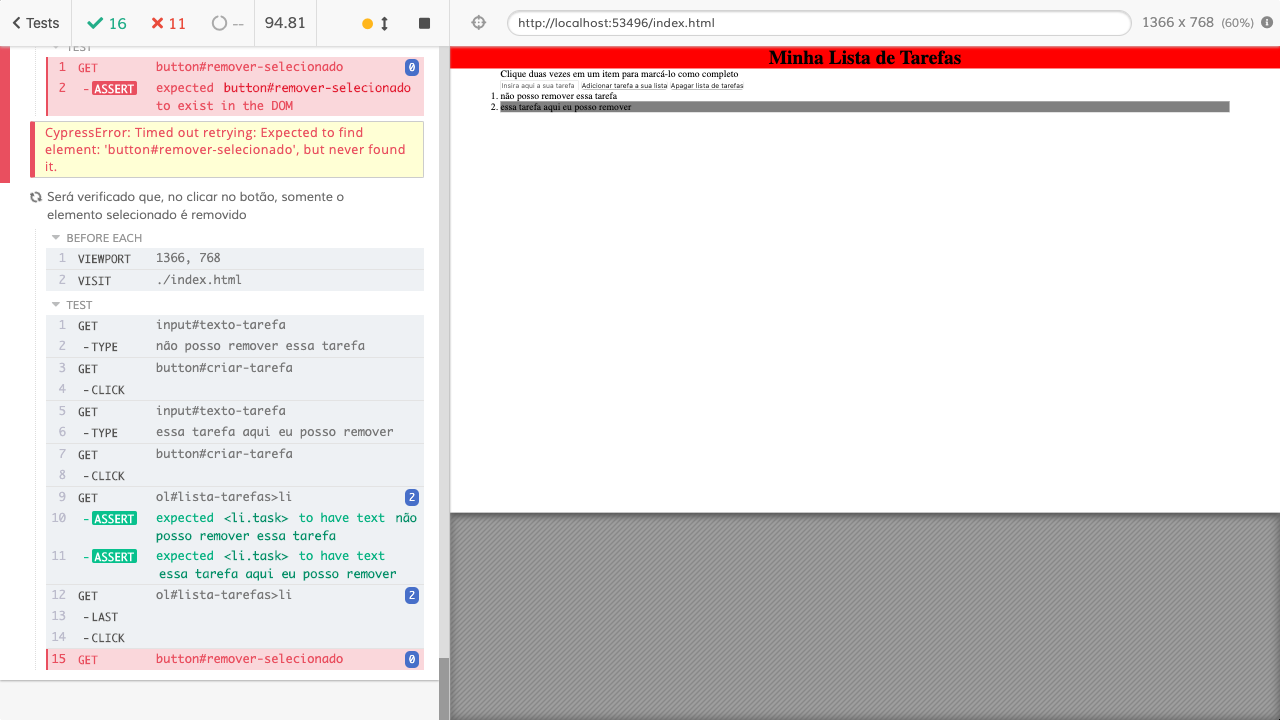 Tests
16
11
--
94.81
http://localhost:53496/index.html
1366 x 768 (60%)
TEST
1 GET button#remover-selecionado 0
2 -ASSERT expected button#remover-selecionado
to exist in the DOM
CypressError: Timed out retrying: Expected to find
element: 'button#remover-selecionado', but never found
it.
Será verificado que, no clicar no botão, somente o
elemento selecionado é removido
BEFORE EACH
1 VIEWPORT 1366, 768
2 VISIT ./index.html
TEST
1 GET input#texto-tarefa
2 -TYPE não posso remover essa tarefa
3 GET button#criar-tarefa
4 -CLICK
5 GET input#texto-tarefa
6 -TYPE essa tarefa aqui eu posso remover
7 GET button#criar-tarefa
8 -CLICK
9 GET ol#lista-tarefas>li 2
10 -ASSERT expected <li.task> to have text não
posso remover essa tarefa
11 -ASSERT expected <li.task> to have text
essa tarefa aqui eu posso remover
12 GET ol#lista-tarefas>li 2
13 -LAST
14 -CLICK
15 GET button#remover-selecionado 0
Minha Lista de Tarefas
Clique duas vezes em um item para marcá-lo como completo
Insira aqui a sua tarefa Adicionar tarefa a sua lista Apagar lista de tarefas
1. não posso remover essa tarefa
2. essa tarefa aqui eu posso remover